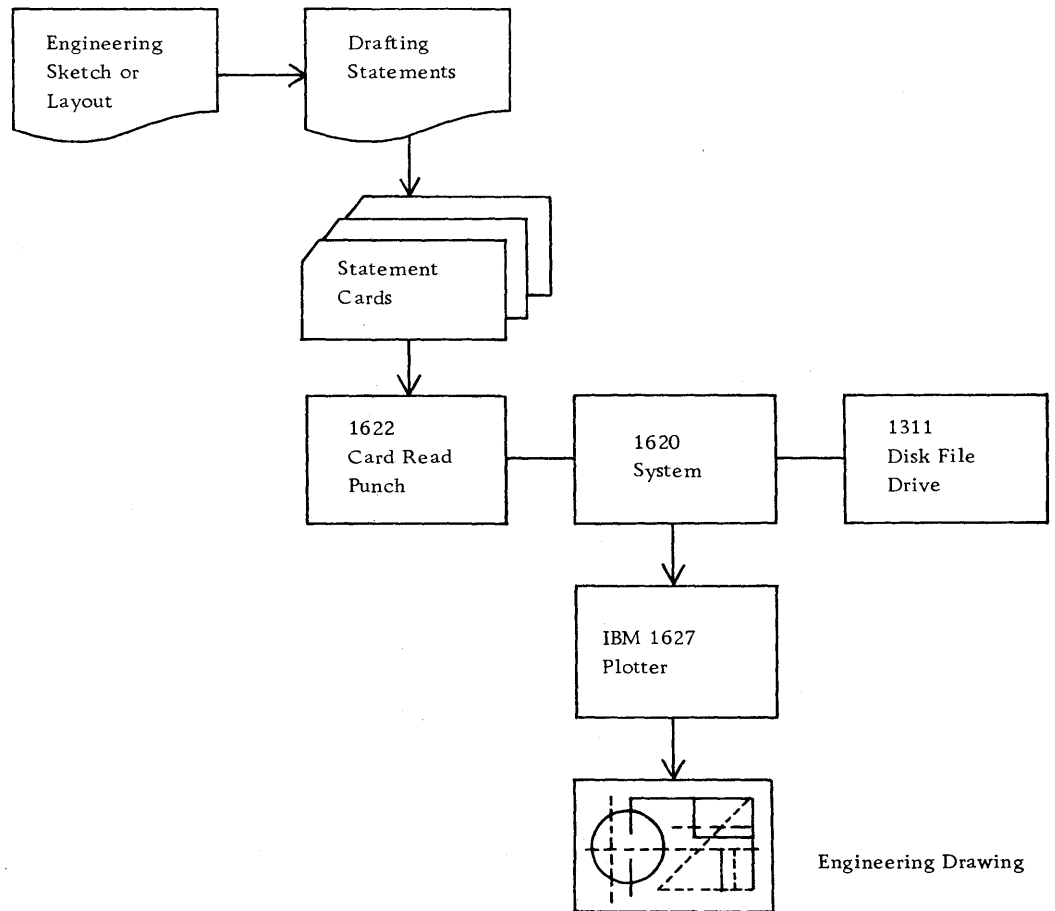 Engineering
Sketch or
Layout
Drafting
Statements
Statement
Cards
1622
Card Read
Punch
1620
System
1311
Disk File
Drive
IBM 1627
Plotter
Engineering Drawing